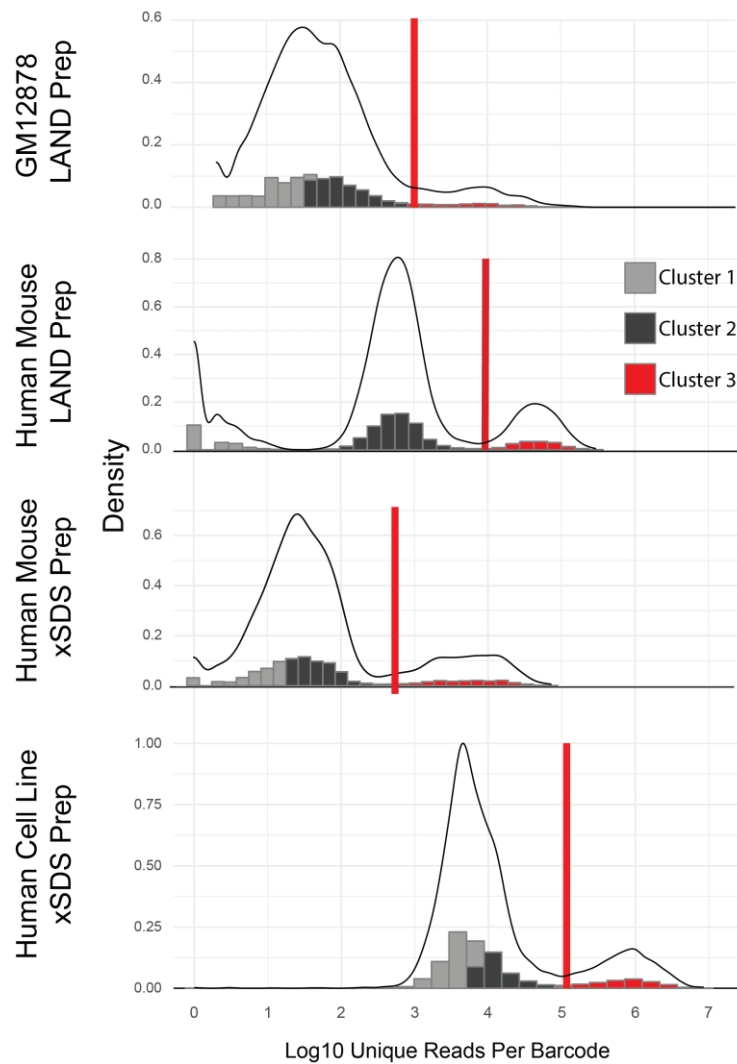 GM12878
LAND Prep
0.6
0.4
0.2
0.0
Human Mouse
LAND Prep
0.8
0.6
0.4
0.2
0.0
Cluster 1
Cluster 2
Cluster 3
Density
Human Mouse
xSDS Prep
0.6
0.4
0.2
0.0
Human Cell Line
xSDS Prep
1.00
0.75
0.50
0.25
0.00
0 1 2 3 4 5 6 7
Log10 Unique Reads Per Barcode